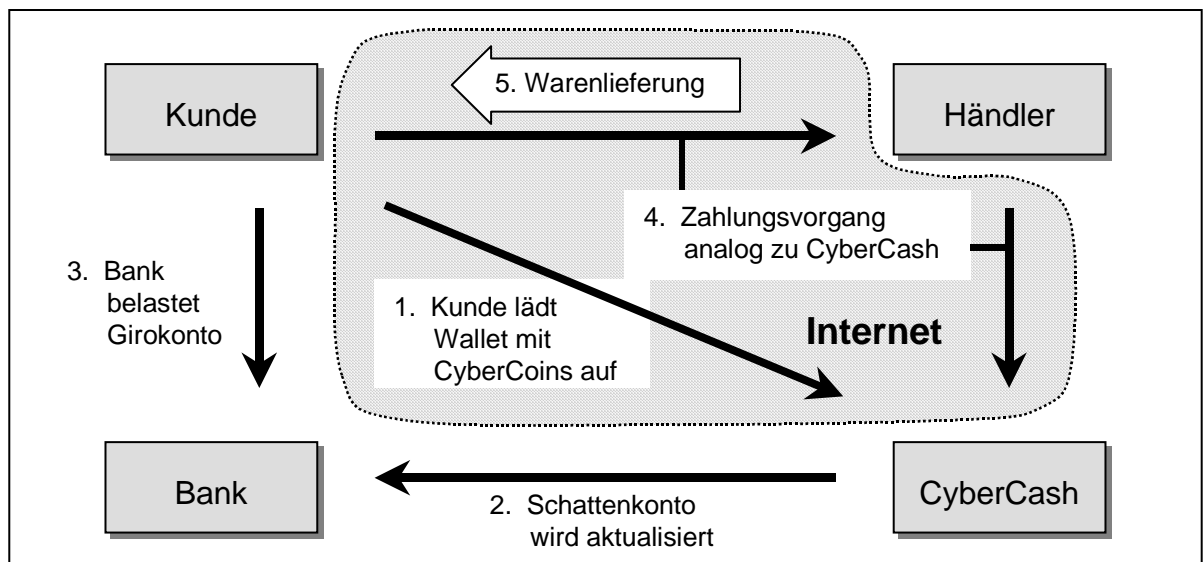 5. Warenlieferung
Kunde
Händler
4. Zahlungsvorgang
analog zu CyberCash
3. Bank
belastet
Girokonto
1. Kunde lädt
Wallet mit
CyberCoins auf
Internet
Bank
CyberCash
2. Schattenkonto
wird aktualisiert